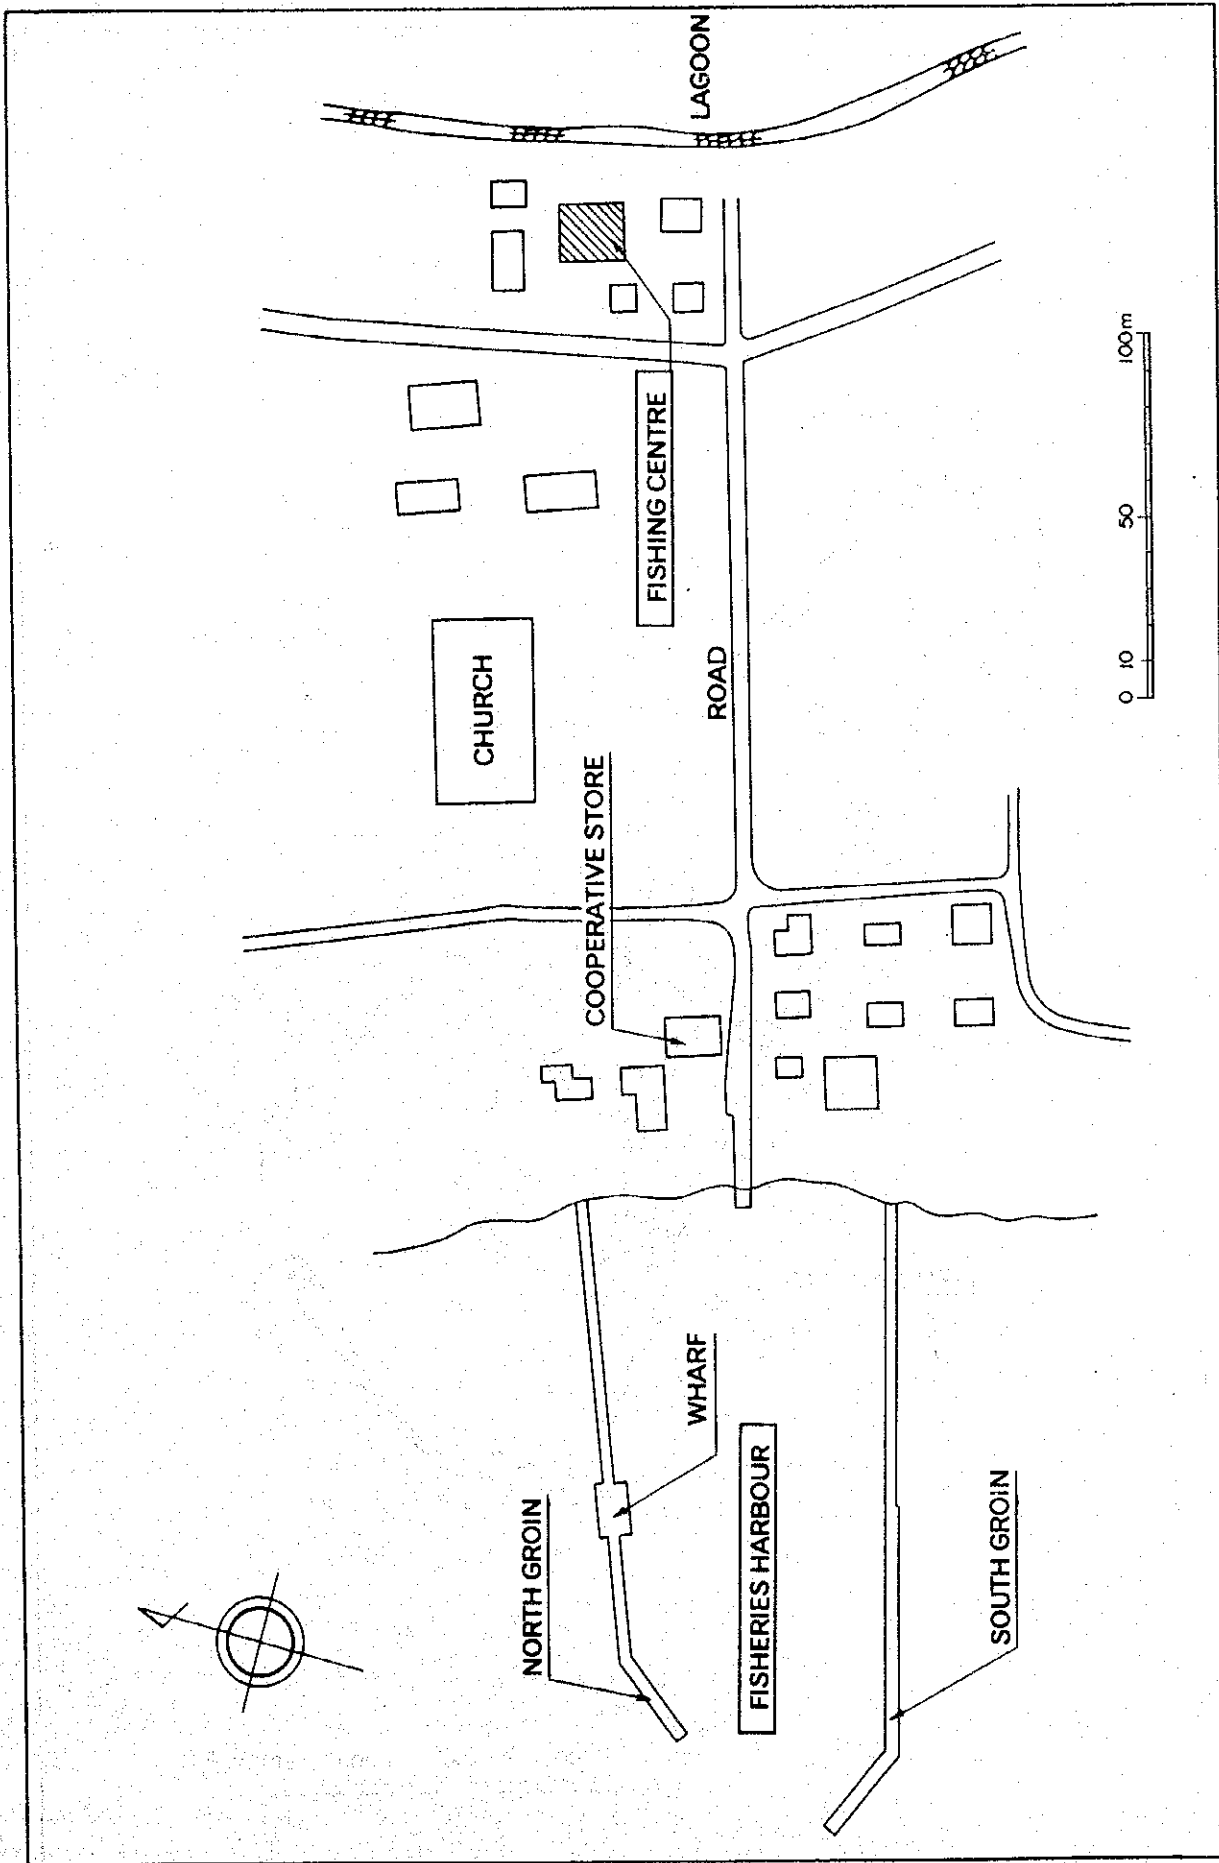 LAGOON
FISHING CENTRE
CHURCH
ROAD
COOPERATIVE STORE
WHARF
NORTH GROIN
FISHERIES HARBOUR
SOUTH GROIN
0 10 50 100m